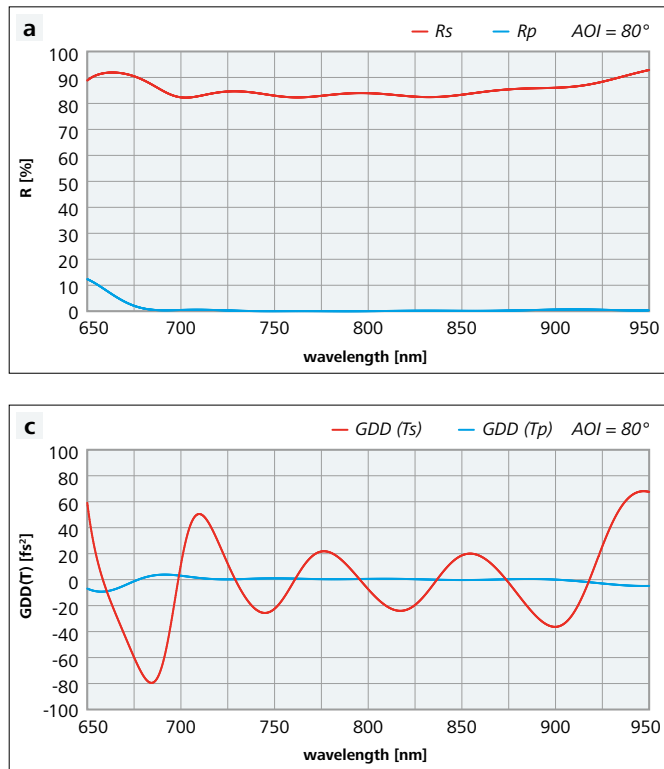 a
Rs Rp AOI = 80°
100
90
80
70
60
50
40
30
20
10
0
R [%]
650 700 750 800 850 900 950
wavelength [nm]
c
GDD (Ts) GDD (Tp) AOI = 80°
100
80
60
40
20
0
-20
-40
-60
-80
-100
GDD(T) [fs²]
650 700 750 800 850 900 950
wavelength [nm]